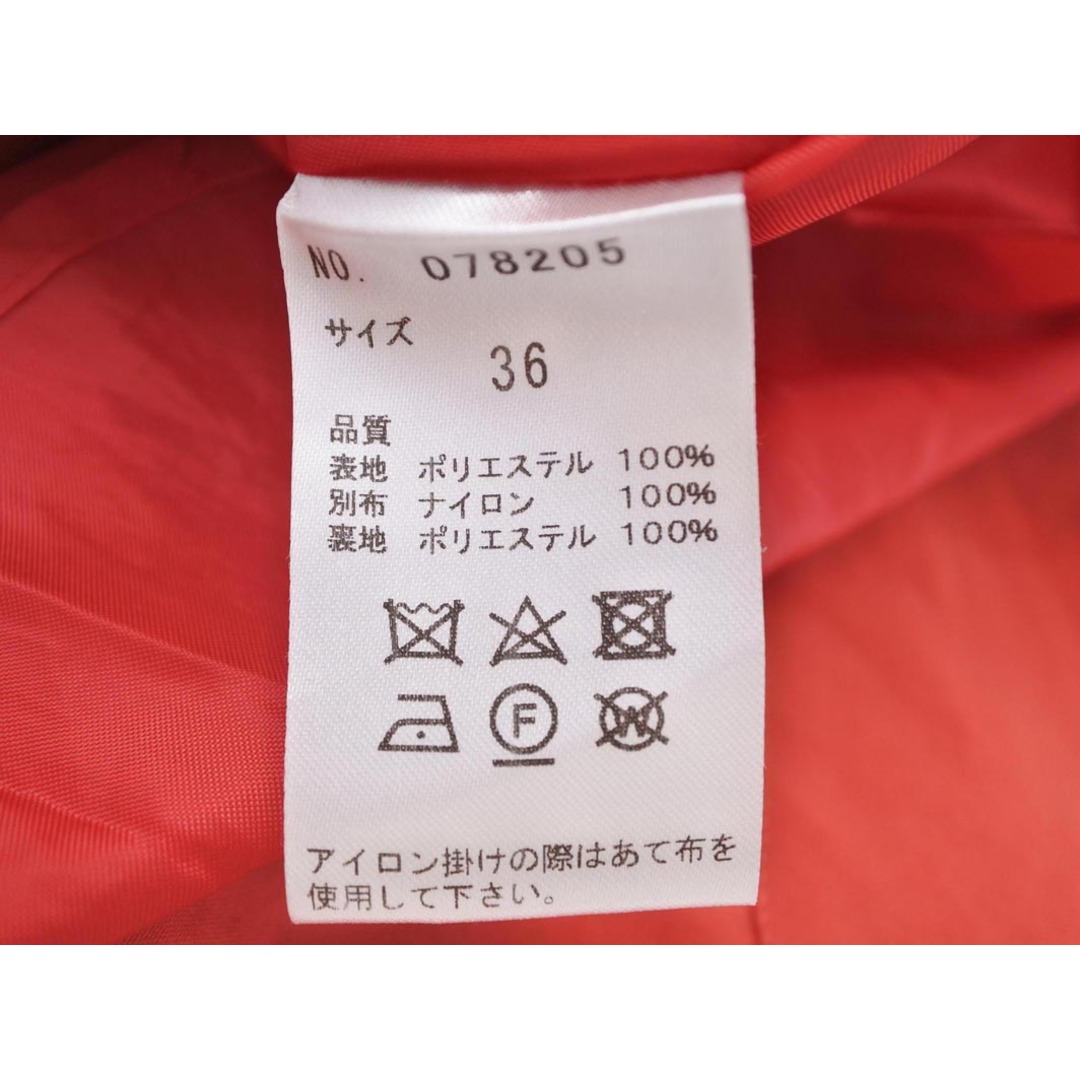 NO. 078205
サイズ
36
品質
表地 ポリエステル 100%
別布 ナイロン 100%
裏地 ポリエステル 100%
F W
アイロン掛けの際はあて布を
使用して下さい。